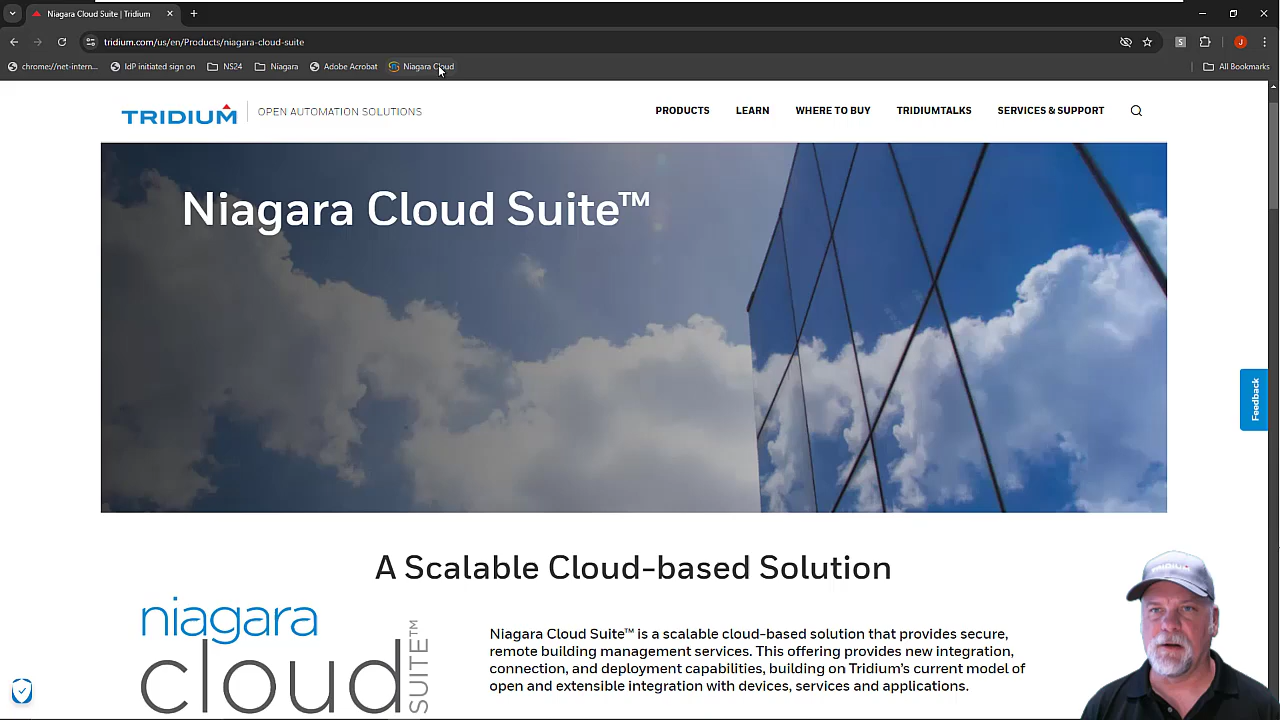 Niagara Cloud Suite | Tridium
tridium.com/us/en/Products/niagara-cloud-suite
chrome://net-intern...
IdP initiated sign on
NS24
Niagara
Adobe Acrobat
Niagara Cloud
All Bookmarks
S
J
TRIDIUM
OPEN AUTOMATION SOLUTIONS
PRODUCTS
LEARN
WHERE TO BUY
TRIDIUMTALKS
SERVICES & SUPPORT
Niagara Cloud Suite™
Feedback
A Scalable Cloud-based Solution
niagara
cloud
SUITE™
Niagara Cloud Suite™ is a scalable cloud-based solution that provides secure,
remote building management services. This offering provides new integration,
connection, and deployment capabilities, building on Tridium's current model of
open and extensible integration with devices, services and applications.
TRIDIUM